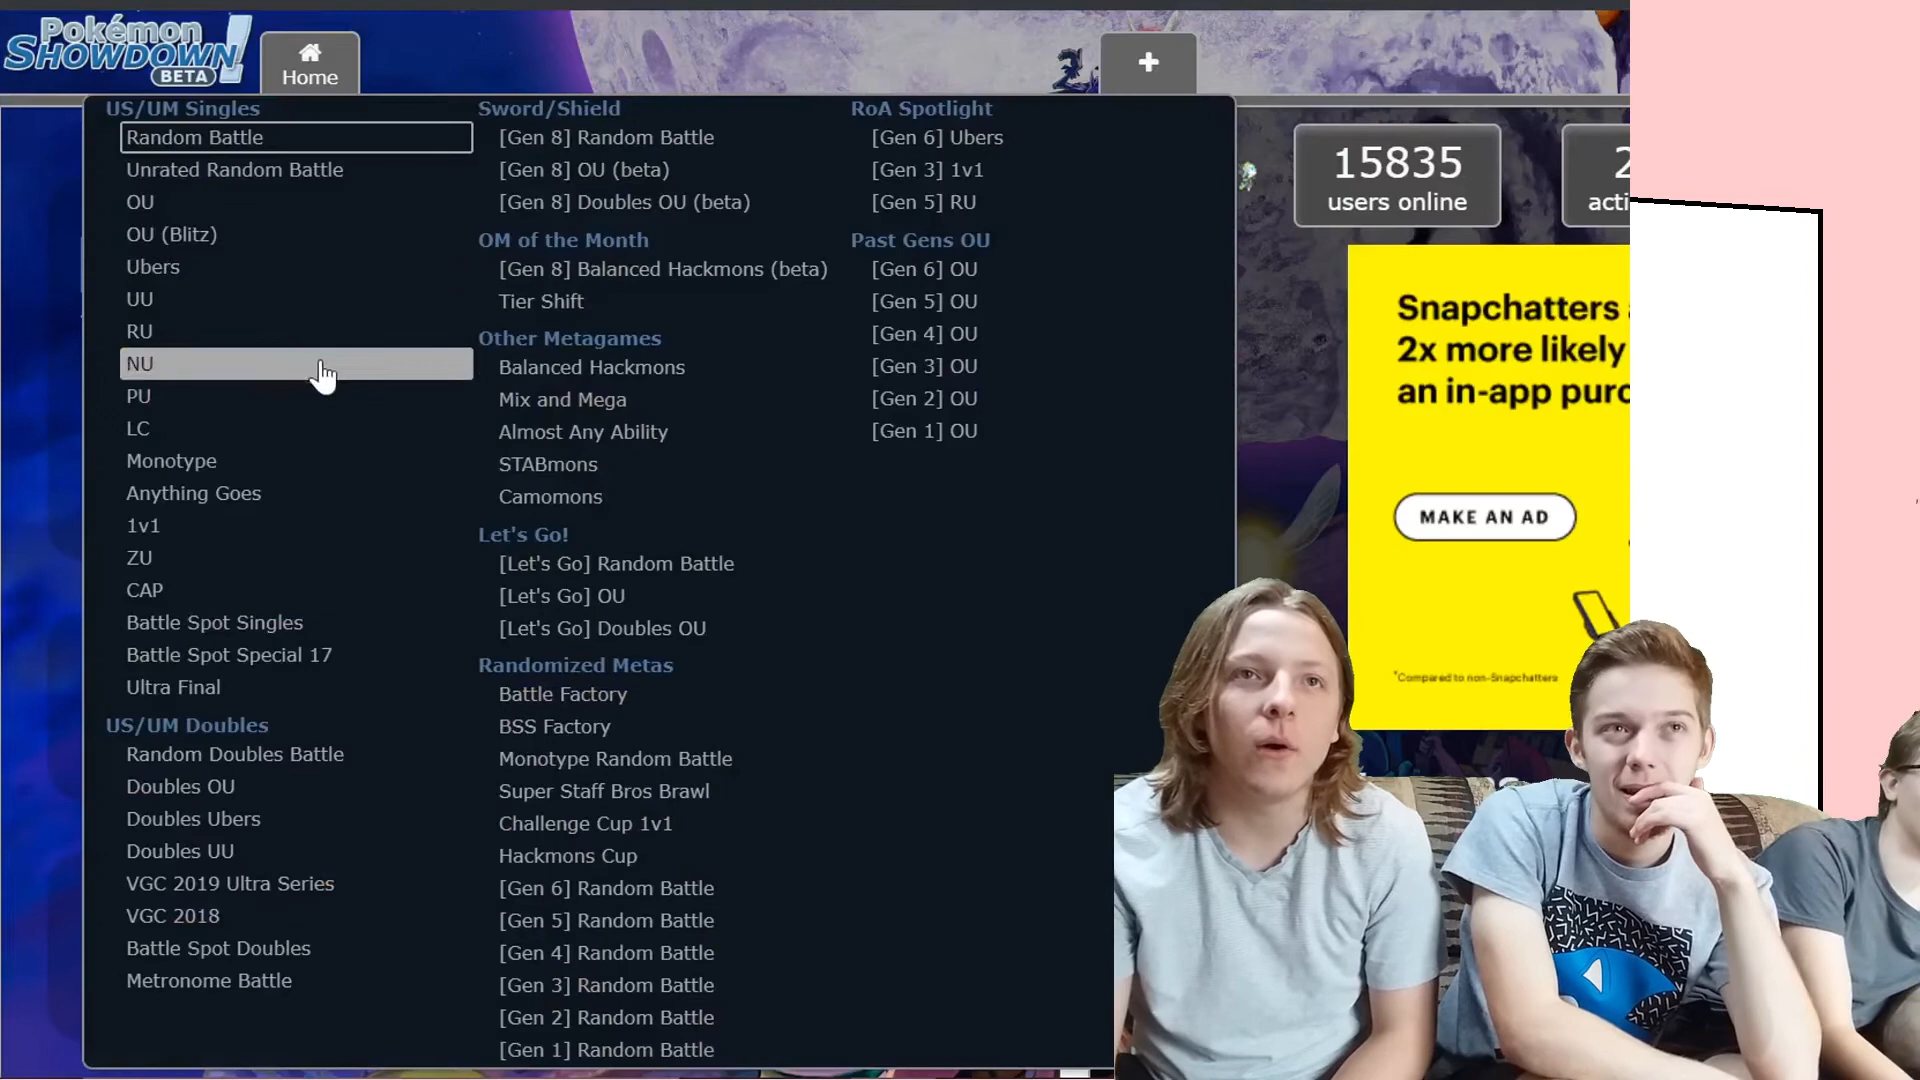 Pokémon
SHOWDOWN!
BETA
Home
US/UM Singles
Random Battle
Unrated Random Battle
OU
OU (Blitz)
Ubers
UU
RU
NU
PU
LC
Monotype
Anything Goes
1v1
ZU
CAP
Battle Spot Singles
Battle Spot Special 17
Ultra Final
US/UM Doubles
Random Doubles Battle
Doubles OU
Doubles Ubers
Doubles UU
VGC 2019 Ultra Series
VGC 2018
Battle Spot Doubles
Metronome Battle
Sword/Shield
[Gen 8] Random Battle
[Gen 8] OU (beta)
[Gen 8] Doubles OU (beta)
OM of the Month
[Gen 8] Balanced Hackmons (beta)
Tier Shift
Other Metagames
Balanced Hackmons
Mix and Mega
Almost Any Ability
STABmons
Camomons
Let's Go!
[Let's Go] Random Battle
[Let's Go] OU
[Let's Go] Doubles OU
Randomized Metas
Battle Factory
BSS Factory
Monotype Random Battle
Super Staff Bros Brawl
Challenge Cup 1v1
Hackmons Cup
[Gen 6] Random Battle
[Gen 5] Random Battle
[Gen 4] Random Battle
[Gen 3] Random Battle
[Gen 2] Random Battle
[Gen 1] Random Battle
RoA Spotlight
[Gen 6] Ubers
[Gen 3] 1v1
[Gen 5] RU
Past Gens OU
[Gen 6] OU
[Gen 5] OU
[Gen 4] OU
[Gen 3] OU
[Gen 2] OU
[Gen 1] OU
15835
users online
2
acti
Snapchatters
2x more likely
an in-app purc
MAKE AN AD
*Compared to non-Snapchatters